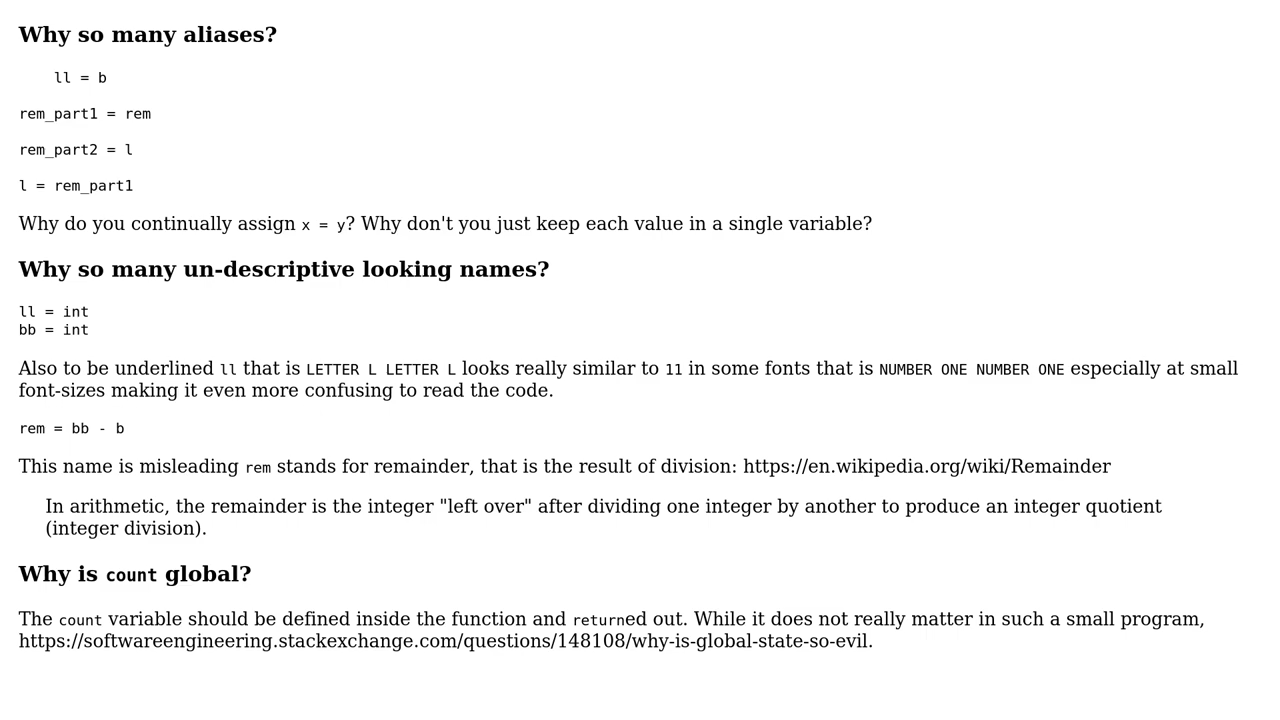 Why so many aliases?
ll = b
rem_part1 = rem
rem_part2 = l
l = rem_part1
Why do you continually assign x = y? Why don't you just keep each value in a single variable?
Why so many un-descriptive looking names?
ll = int
bb = int
Also to be underlined ll that is LETTER L LETTER L looks really similar to 11 in some fonts that is NUMBER ONE NUMBER ONE especially at small
font-sizes making it even more confusing to read the code.
rem = bb - b
This name is misleading rem stands for remainder, that is the result of division: https://en.wikipedia.org/wiki/Remainder
In arithmetic, the remainder is the integer "left over" after dividing one integer by another to produce an integer quotient
(integer division).
Why is count global?
The count variable should be defined inside the function and returned out. While it does not really matter in such a small program,
https://softwareengineering.stackexchange.com/questions/148108/why-is-global-state-so-evil.